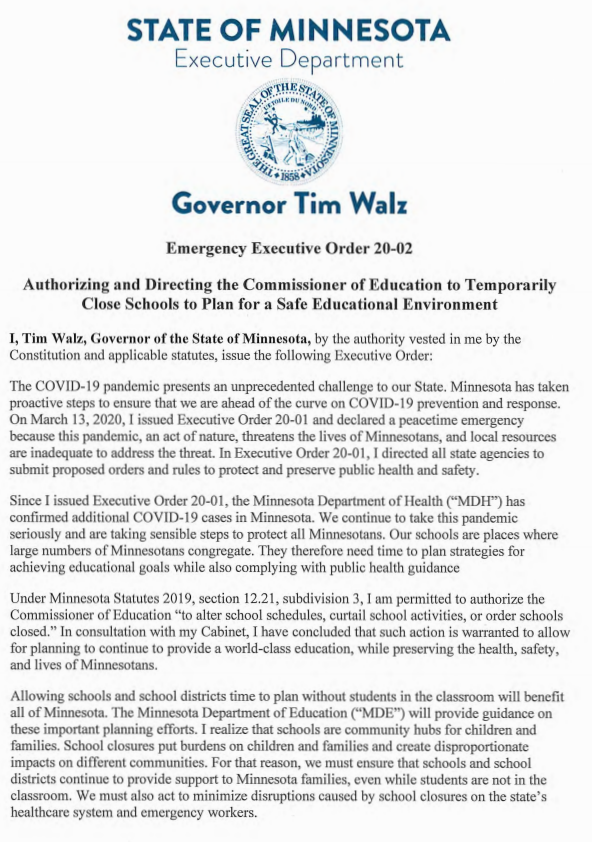 STATE OF MINNESOTA
Executive Department
THE GREAT SEAL OF THE STATE OF MINNESOTA
L'ETOILE DU NORD
1858
Governor Tim Walz
Emergency Executive Order 20-02
Authorizing and Directing the Commissioner of Education to Temporarily
Close Schools to Plan for a Safe Educational Environment
I, Tim Walz, Governor of the State of Minnesota, by the authority vested in me by the
Constitution and applicable statutes, issue the following Executive Order:
The COVID-19 pandemic presents an unprecedented challenge to our State. Minnesota has taken
proactive steps to ensure that we are ahead of the curve on COVID-19 prevention and response.
On March 13, 2020, I issued Executive Order 20-01 and declared a peacetime emergency
because this pandemic, an act of nature, threatens the lives of Minnesotans, and local resources
are inadequate to address the threat. In Executive Order 20-01, I directed all state agencies to
submit proposed orders and rules to protect and preserve public health and safety.
Since I issued Executive Order 20-01, the Minnesota Department of Health (“MDH”) has
confirmed additional COVID-19 cases in Minnesota. We continue to take this pandemic
seriously and are taking sensible steps to protect all Minnesotans. Our schools are places where
large numbers of Minnesotans congregate. They therefore need time to plan strategies for
achieving educational goals while also complying with public health guidance
Under Minnesota Statutes 2019, section 12.21, subdivision 3, I am permitted to authorize the
Commissioner of Education “to alter school schedules, curtail school activities, or order schools
closed.” In consultation with my Cabinet, I have concluded that such action is warranted to allow
for planning to continue to provide a world-class education, while preserving the health, safety,
and lives of Minnesotans.
Allowing schools and school districts time to plan without students in the classroom will benefit
all of Minnesota. The Minnesota Department of Education (“MDE”) will provide guidance on
these important planning efforts. I realize that schools are community hubs for children and
families. School closures put burdens on children and families and create disproportionate
impacts on different communities. For that reason, we must ensure that schools and school
districts continue to provide support to Minnesota families, even while students are not in the
classroom. We must also act to minimize disruptions caused by school closures on the state’s
healthcare system and emergency workers.